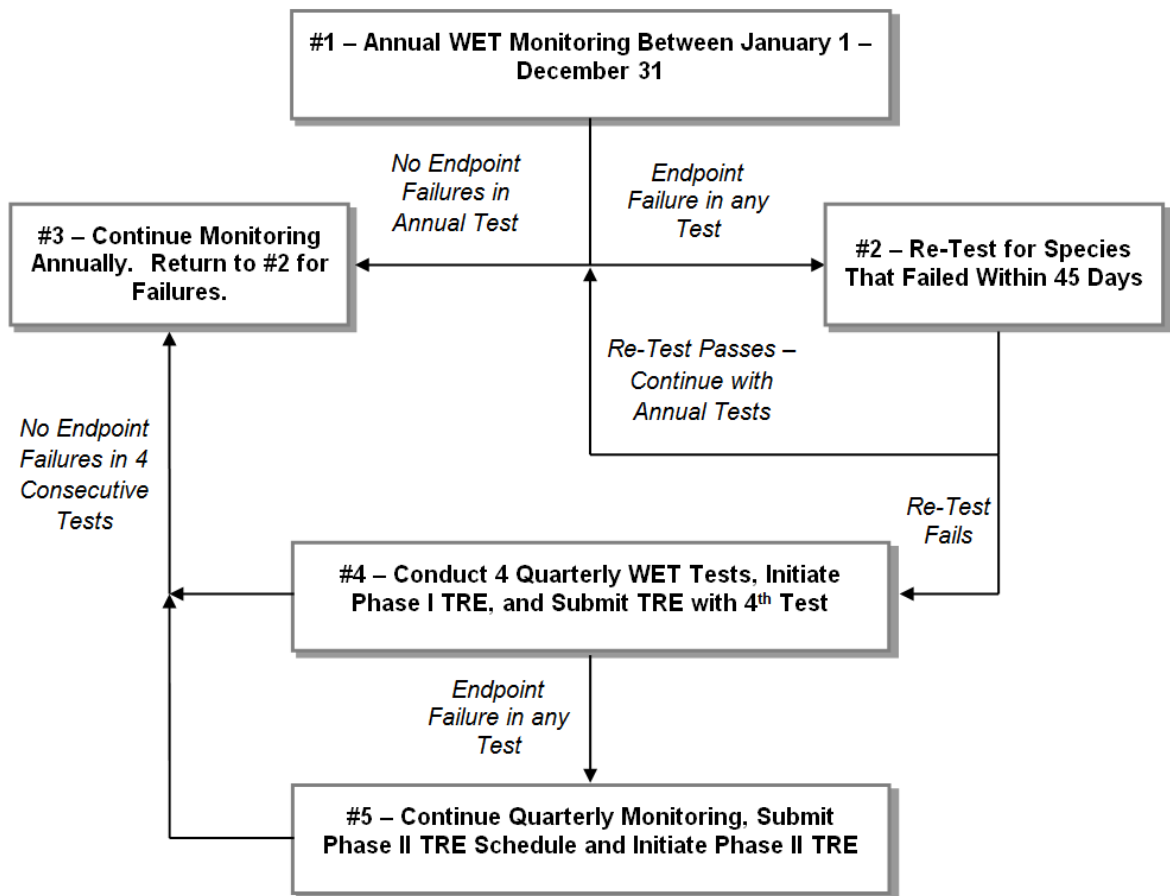 #1 – Annual WET Monitoring Between January 1 –
December 31
No Endpoint
Failures in
Annual Test
Endpoint
Failure in any
Test
#3 – Continue Monitoring
Annually.  Return to #2 for
Failures.
#2 – Re-Test for Species
That Failed Within 45 Days
Re-Test Passes –
Continue with
Annual Tests
No Endpoint
Failures in 4
Consecutive
Tests
Re-Test
Fails
#4 – Conduct 4 Quarterly WET Tests, Initiate
Phase I TRE, and Submit TRE with 4th Test
Endpoint
Failure in any
Test
#5 – Continue Quarterly Monitoring, Submit
Phase II TRE Schedule and Initiate Phase II TRE